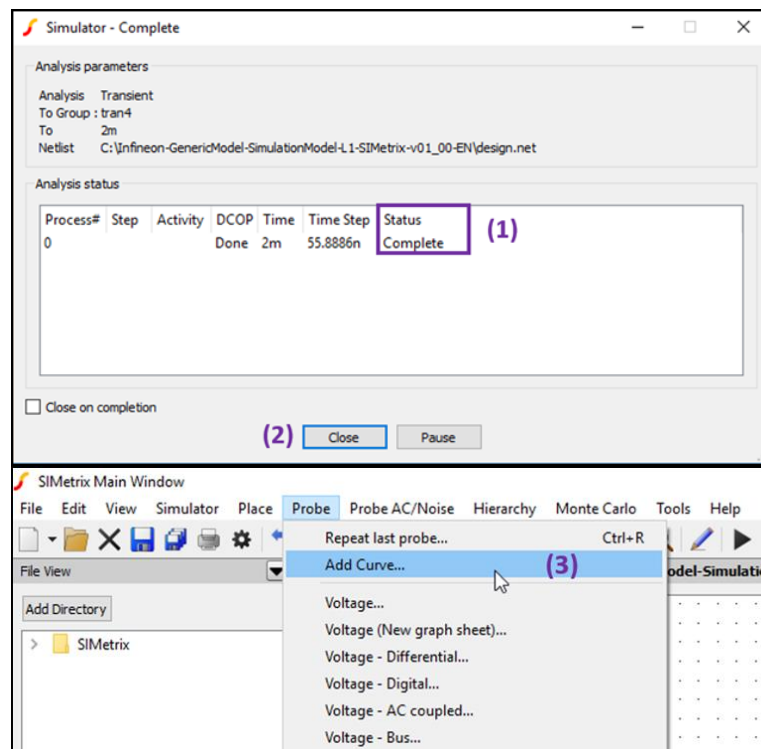 Simulator - Complete
Analysis parameters
Analysis Transient
To Group : tran4
To 2m
Netlist C:\Infineon-GenericModel-SimulationModel-L1-SIMetrix-v01_00-EN\design.net
Analysis status
Process# Step Activity DCOP Time Time Step Status
(1)
0 Done 2m 55.8886n Complete
Close on completion
(2) Close Pause
SIMetrix Main Window
File Edit View Simulator Place Probe Probe AC/Noise Hierarchy Monte Carlo Tools Help
Repeat last probe... Ctrl+R
File View Add Curve... (3) odel-Simulati
Add Directory Voltage...
Voltage (New graph sheet)...
SIMetrix
Voltage - Differential...
Voltage - Digital...
Voltage - AC coupled...
Voltage - Bus...